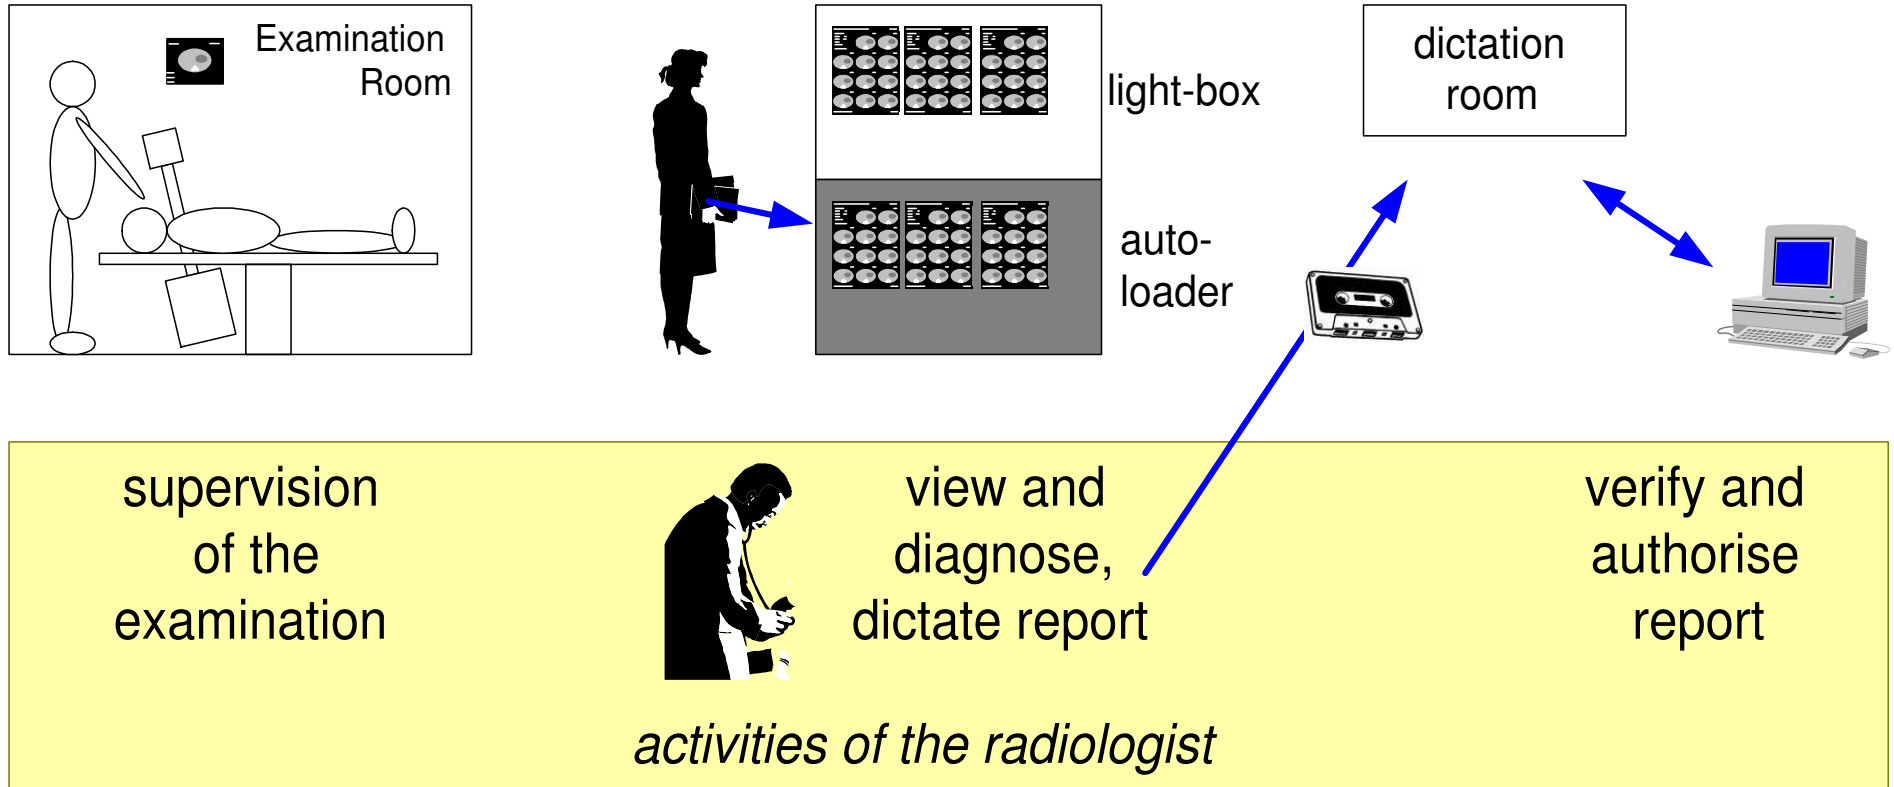 Examination
Room
light-box
auto-
loader
dictation
room
supervision
of the
examination
view and
diagnose,
dictate report
verify and
authorise
report
activities of the radiologist